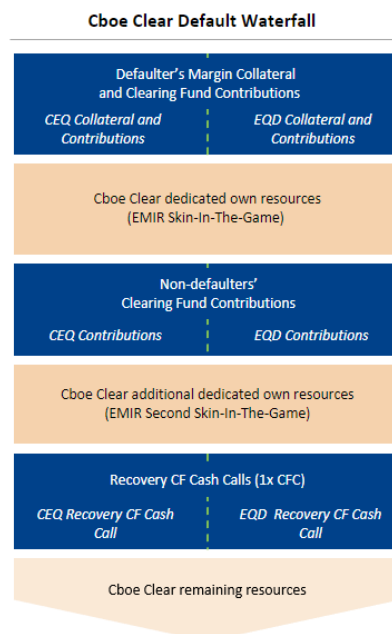 Cboe Clear Default Waterfall
Defaulter's Margin Collateral
and Clearing Fund Contributions
CEQ Collateral and
Contributions
EQD Collateral and
Contributions
Cboe Clear dedicated own resources
(EMIR Skin-In-The-Game)
Non-defaulters'
Clearing Fund Contributions
CEQ Contributions
EQD Contributions
Cboe Clear additional dedicated own resources
(EMIR Second Skin-In-The-Game)
Recovery CF Cash Calls (1x CFC)
CEQ Recovery CF Cash
Call
EQD Recovery CF Cash
Call
Cboe Clear remaining resources